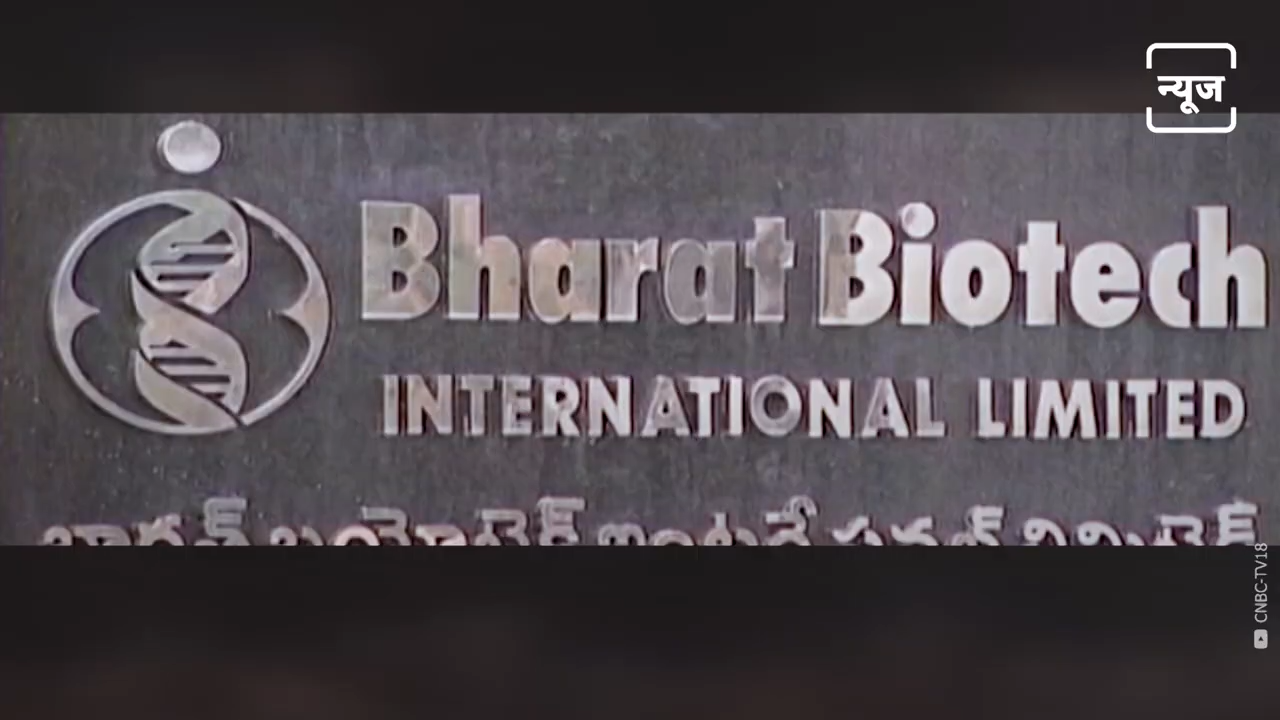 न्यूज
Bharat Biotech
INTERNATIONAL LIMITED
CNBC-TV18